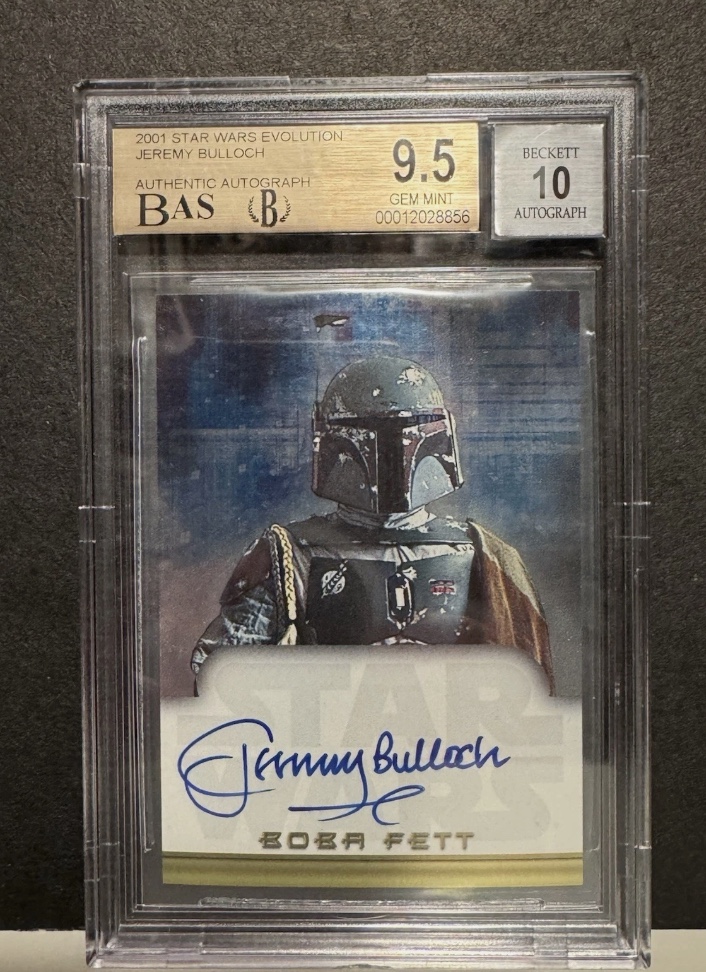 2001 STAR WARS EVOLUTION
JEREMY BULLOCH
AUTHENTIC AUTOGRAPH
BAS B
9.5
GEM MINT
00012028856
BECKETT
10
AUTOGRAPH
STAR
WARS
Jeremy Bulloch
BOBA FETT